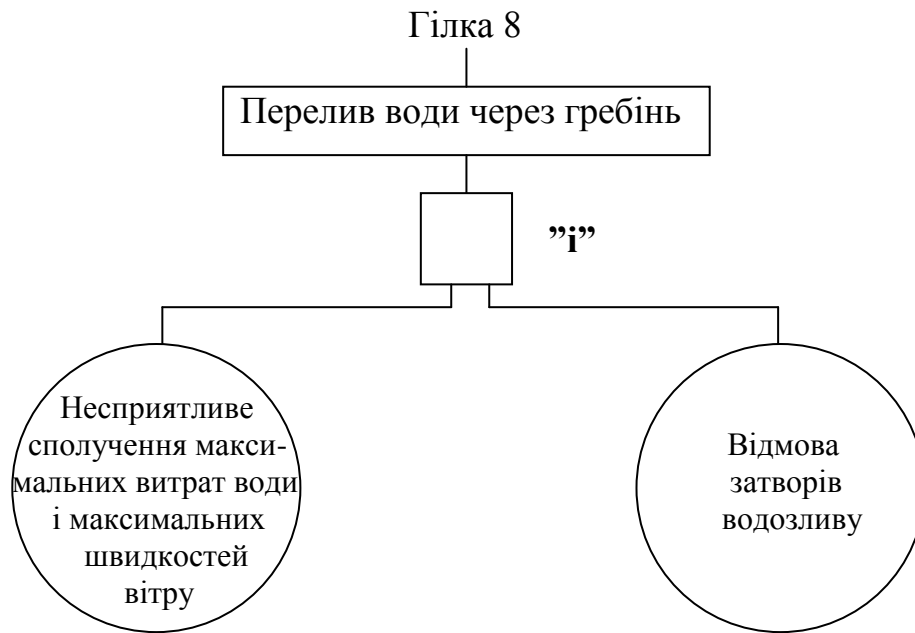 Гілка 8
Перелив води через гребінь
”і”
Несприятливе
сполучення макси-
мальних витрат води
і максимальних
швидкостей
вітру
Відмова
затворів
водозливу